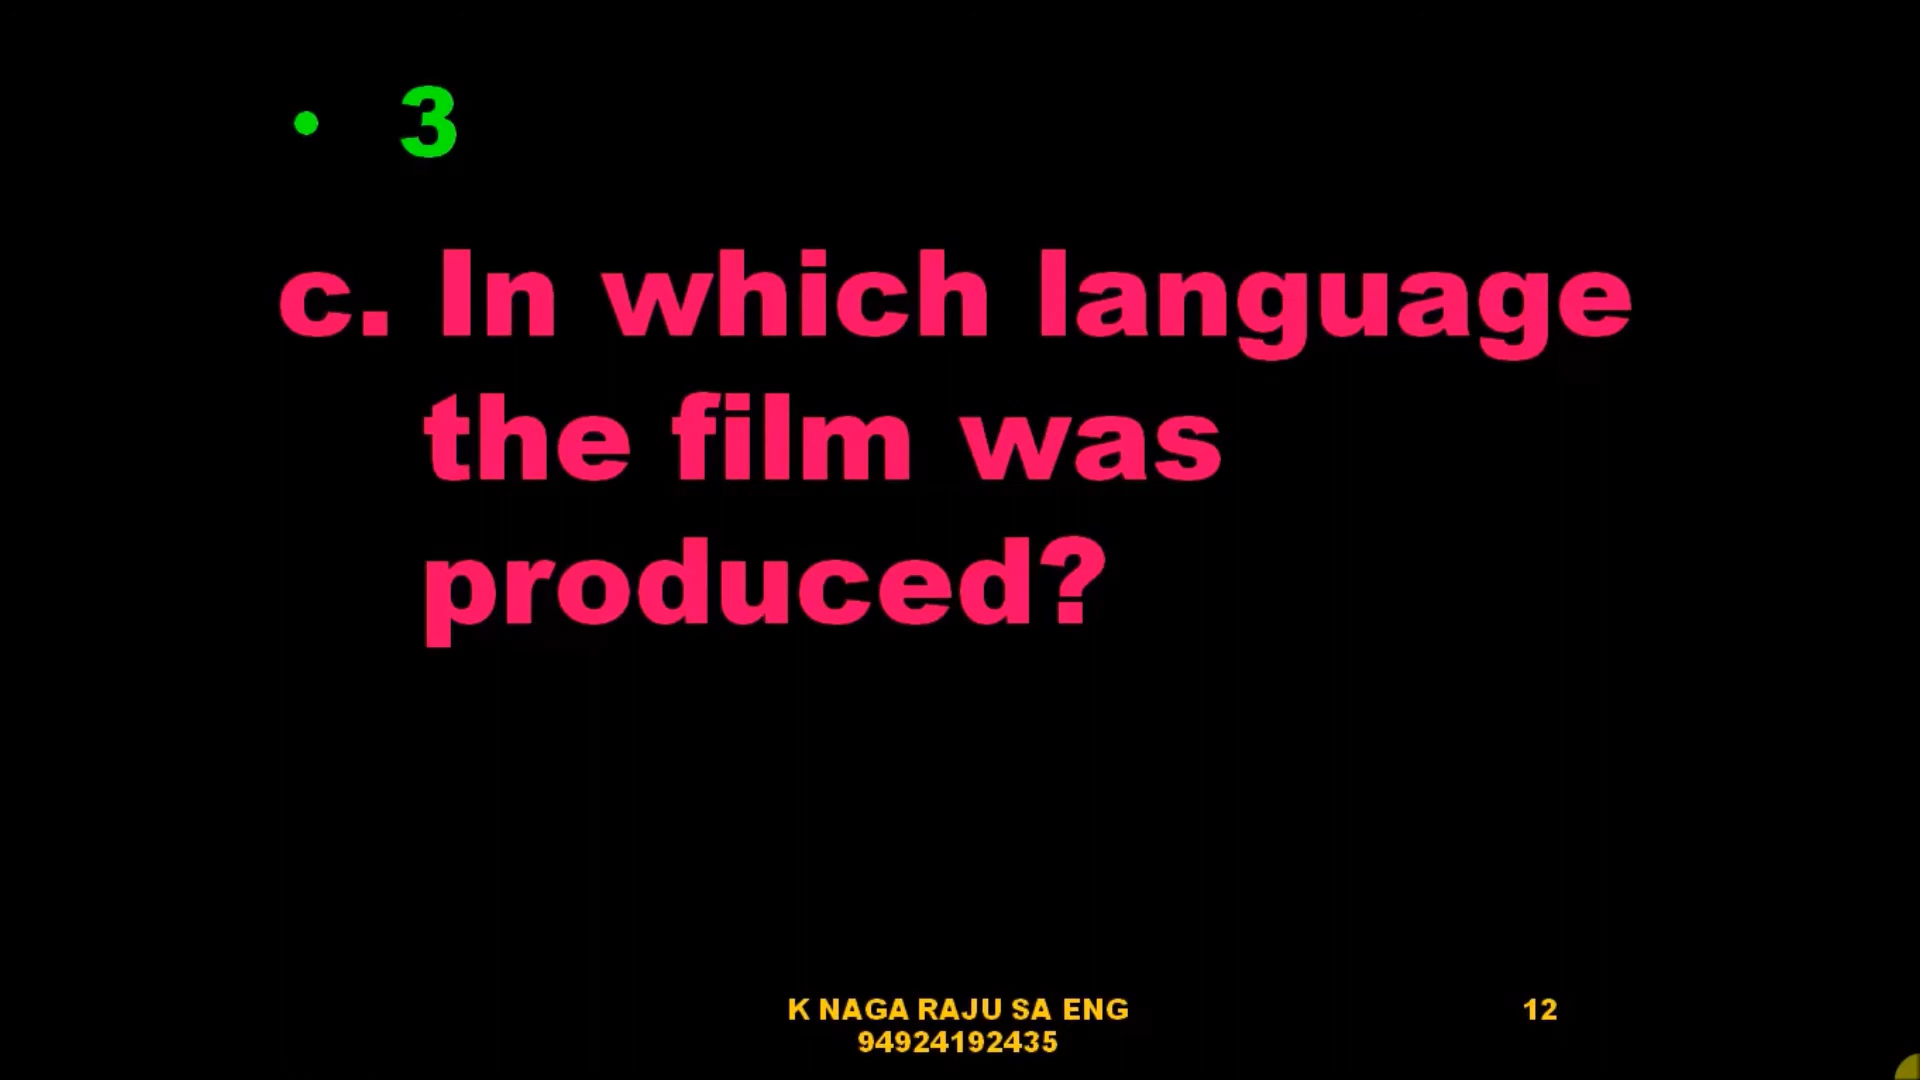 • 3
c. In which language
the film was
produced?
K NAGA RAJU SA ENG
94924192435
12